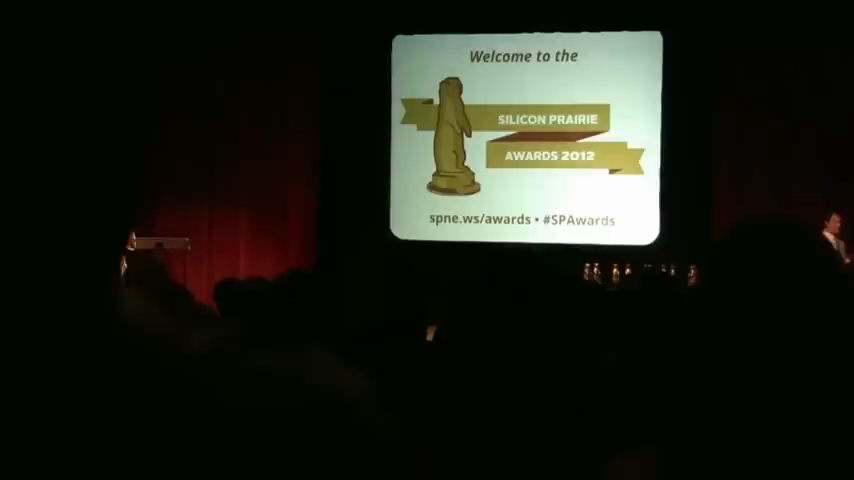 Welcome to the
SILICON PRAIRIE
AWARDS 2012
spne.ws/awards • #SPAwards